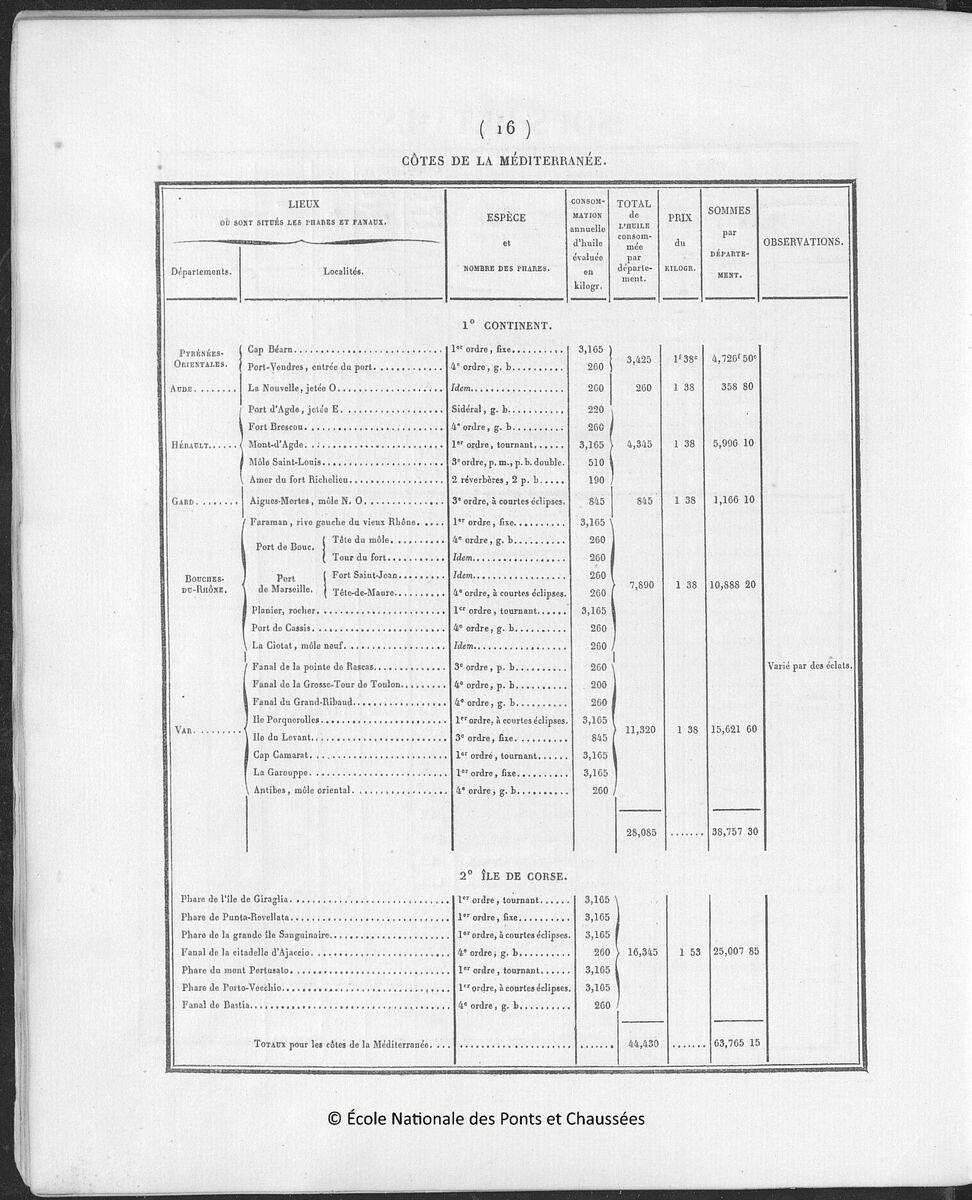 ( 16 )
CÔTES DE LA MÉDITERRANÉE.
LIEUX
OÙ SONT SITUÉS LES PHARES ET FANAUX.
Départements. Localités.
ESPÈCE
et
NOMBRE DES PHARES.
CONSOM-
MATION
annuelle
d'huile
évaluée
en
kilogr.
TOTAL
de
L'HUILE
consom-
mée
par
départe-
ment.
PRIX
du
KILOGR.
SOMMES
par
DÉPARTE-
MENT.
OBSERVATIONS.
1° CONTINENT.
PYRÉNÉES-
ORIENTALES. 3,425 1f 38c 4,726f 50c
Cap Béarn. 1er ordre, fixe. 3,165
Port-Vendres, entrée du port. 4e ordre, g. b. 260
AUDE. La Nouvelle, jetée O. Idem. 260 260 1 38 358 80
Port d'Agde, jetée E. Sidéral, g. b. 220
Fort Brescou. 4e ordre, g. b. 260
HÉRAULT. Mont-d'Agde. 1er ordre, tournant. 3,165 4,345 1 38 5,996 10
Môle Saint-Louis. 3e ordre, p. m., p. b. double. 510
Amer du fort Richelieu. 2 réverbères, 2 p. b. 190
GARD. Aigues-Mortes, môle N. O. 3e ordre, à courtes éclipses. 845 845 1 38 1,166 10
BOUCHES-
DU-RHÔNE. 7,890 1 38 10,888 20
Faraman, rive gauche du vieux Rhône. 1er ordre, fixe. 3,165
Port de Bouc.
Tête du môle. 4e ordre, g. b. 260
Tour du fort. Idem. 260
Port
de Marseille.
Fort Saint-Jean. Idem. 260
Tête-de-Maure. 4e ordre, à courtes éclipses. 260
Planier, rocher. 1er ordre, tournant. 3,165
Port de Cassis. 4e ordre, g. b. 260
La Ciotat, môle neuf. Idem. 260
Fanal de la pointe de Rascas. 3e ordre, p. b. 260 Varié par des éclats.
Fanal de la Grosse-Tour de Toulon. 4e ordre, p. b. 200
Fanal du Grand-Ribaud. 4e ordre, g. b. 260
Ile Porquerolles. 1er ordre, à courtes éclipses. 3,165
VAR. 11,320 1 38 15,621 60
Ile du Levant. 3e ordre, fixe. 845
Cap Camarat. 1er ordre, tournant. 3,165
La Garouppe. 1er ordre, fixe. 3,165
Antibes, môle oriental. 4e ordre, g. b. 260
28,085 ....... 38,757 30
2° ÎLE DE CORSE.
Phare de l'île de Giraglia. 1er ordre, tournant. 3,165
Phare de Punta-Revellata. 1er ordre, fixe. 3,165
Phare de la grande île Sanguinaire. 1er ordre, à courtes éclipses. 3,165
Fanal de la citadelle d'Ajaccio. 4e ordre, g. b. 260 16,345 1 53 25,007 85
Phare du mont Pertusato. 1er ordre, tournant. 3,165
Phare de Porto-Vecchio. 1er ordre, à courtes éclipses. 3,165
Fanal de Bastia. 4e ordre, g. b. 260
TOTAUX pour les côtes de la Méditerranée. 44,430 ....... 63,765 15
© École Nationale des Ponts et Chaussées